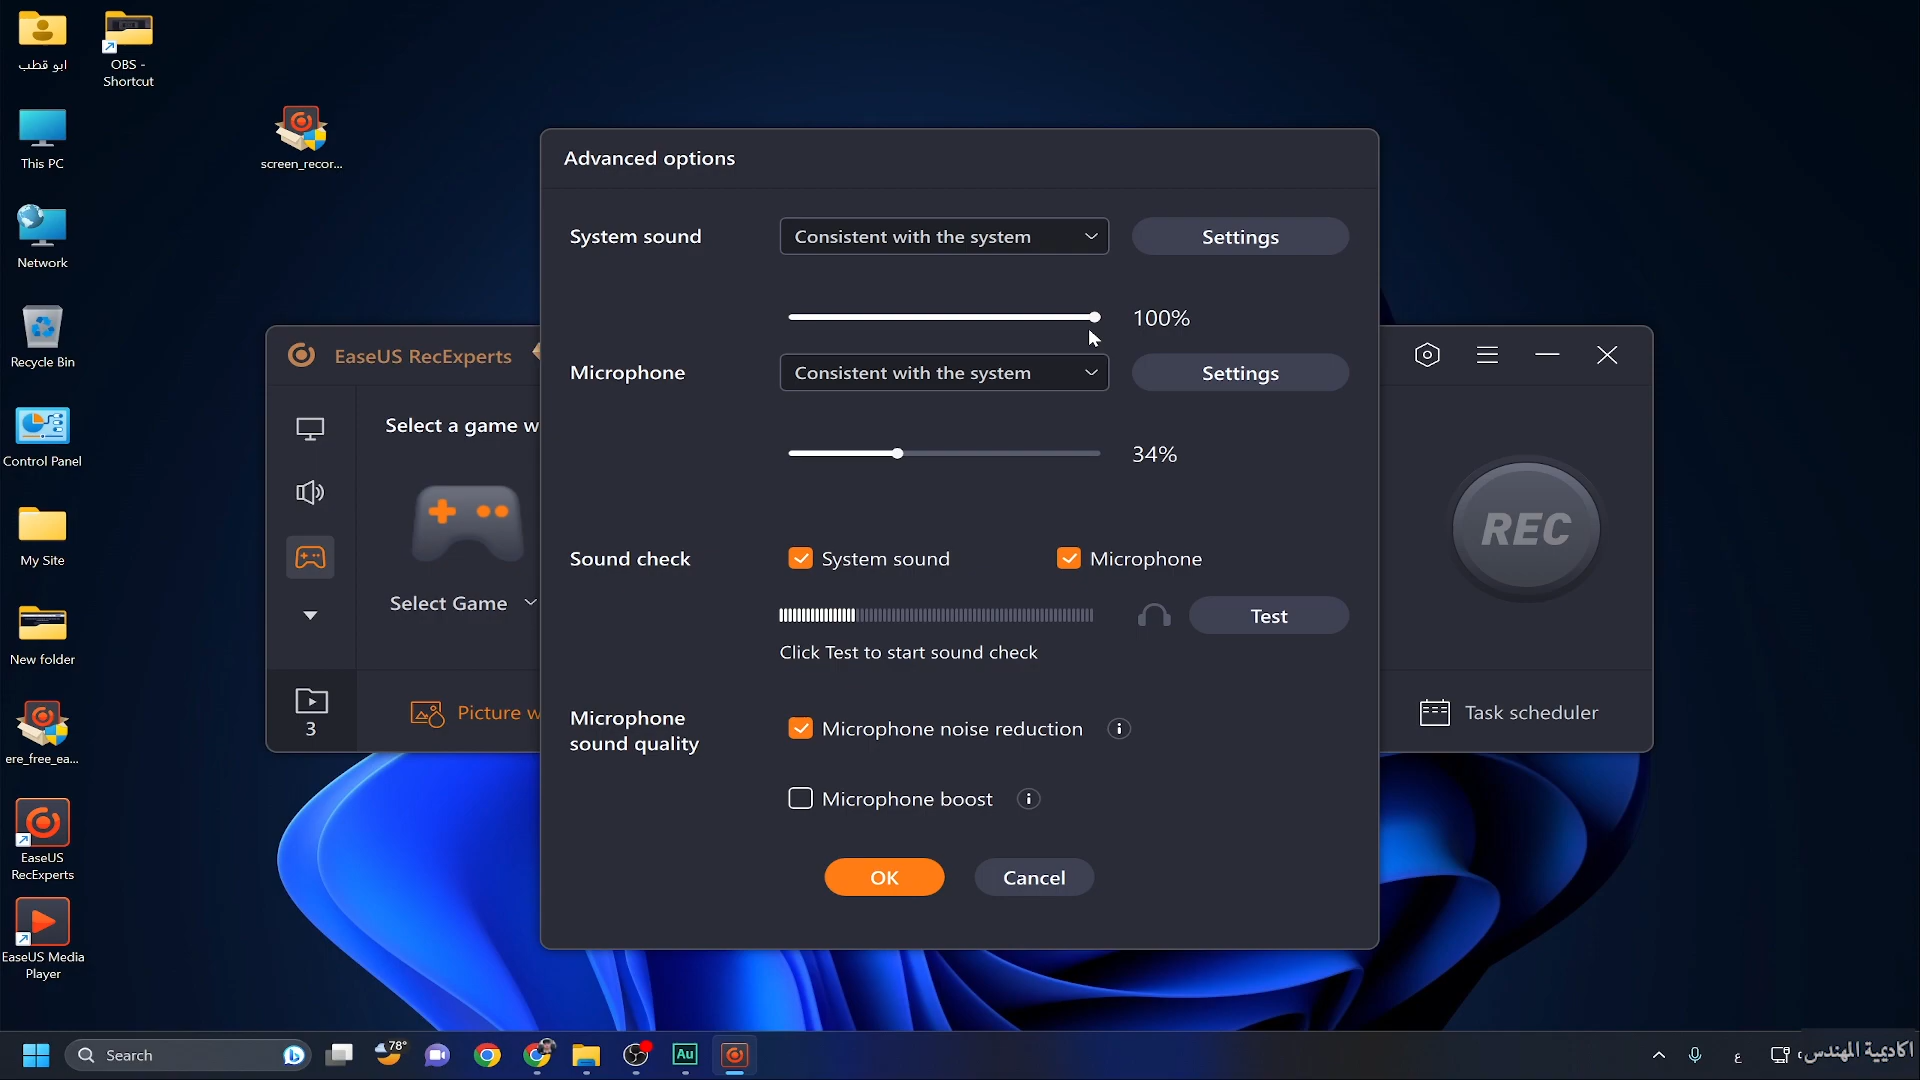 ابو قطب
OBS -
Shortcut
This PC
screen_recor...
Network
Recycle Bin
Control Panel
My Site
New folder
ere_free_ea...
EaseUS
RecExperts
EaseUS Media
Player
Advanced options
System sound
Consistent with the system
Settings
100%
Microphone
Consistent with the system
Settings
34%
Sound check
System sound
Microphone
Test
Click Test to start sound check
Microphone
sound quality
Microphone noise reduction
Microphone boost
OK
Cancel
EaseUS RecExperts
Select a game w
Select Game
3
Picture w
REC
Task scheduler
Search
78°
Au
ع
اكاديمية المهندس